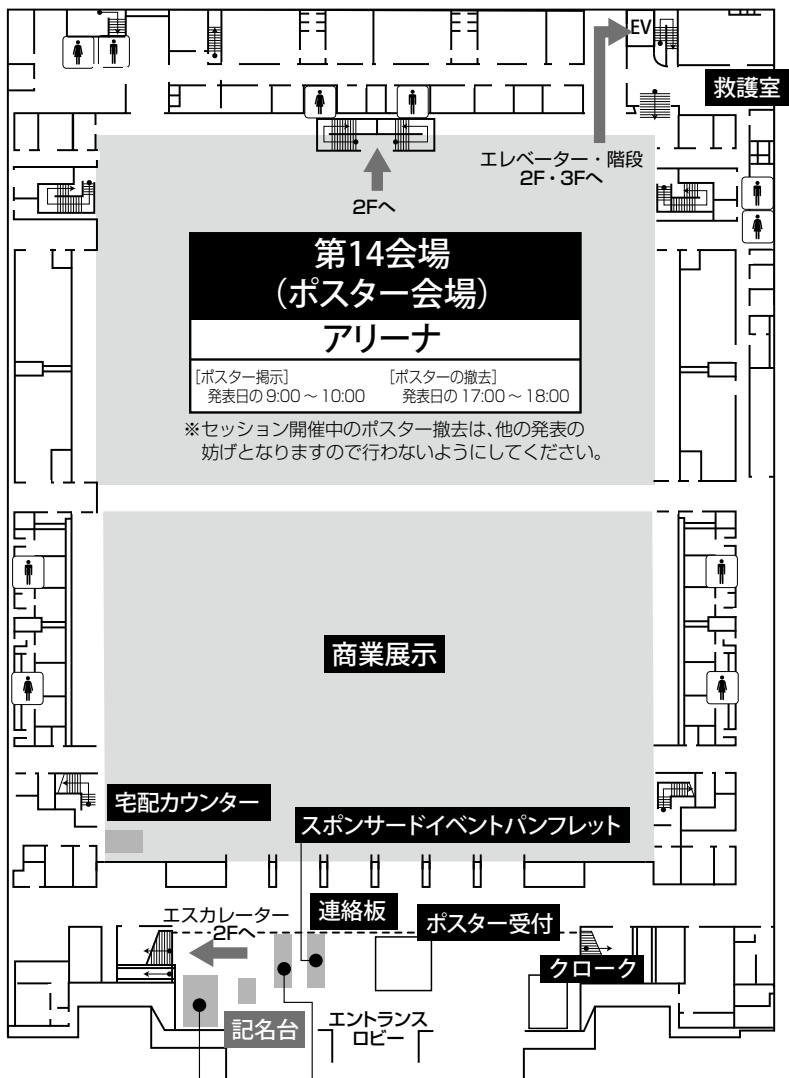 EV
救護室
エレベーター・階段
2F・3Fへ
2Fへ
第14会場
（ポスター会場）
アリーナ
［ポスター掲示］
発表日の 9:00 ～ 10:00
［ポスターの撤去］
発表日の 17:00 ～ 18:00
※セッション開催中のポスター撤去は、他の発表の
妨げとなりますので行わないようにしてください。
商業展示
宅配カウンター
スポンサードイベントパンフレット
連絡板
エスカレーター
2Fへ
ポスター受付
クローク
記名台
エントランス
ロビー